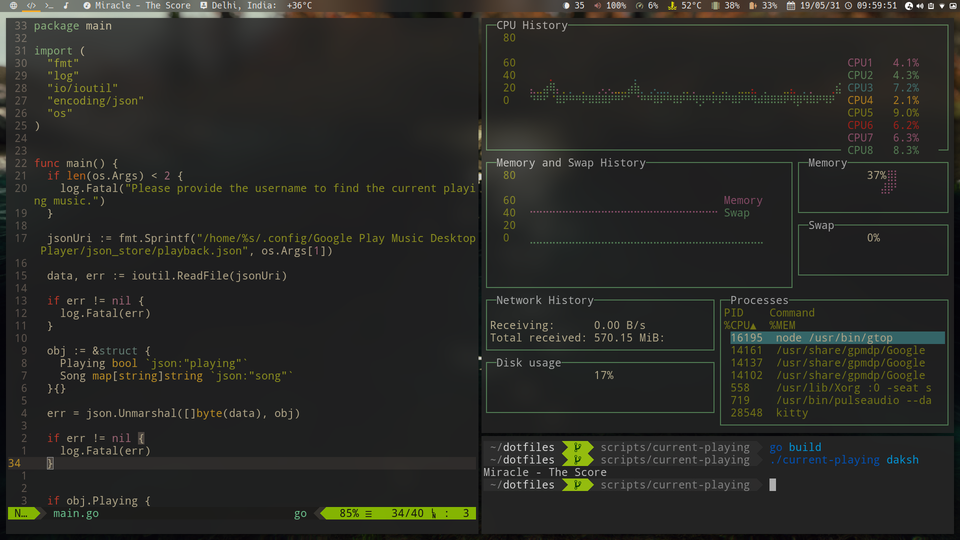 Miracle - The Score Delhi, India: +36°C 35 100% 6% 52°C 38% 33% 19/05/31 09:59:51
33 package main
32
31 import (
30 "fmt"
29 "log"
28 "io/ioutil"
27 "encoding/json"
26 "os"
25 )
24
23
22 func main() {
21 if len(os.Args) < 2 {
20 log.Fatal("Please provide the username to find the current playi
ng music.")
19 }
18
17 jsonUri := fmt.Sprintf("/home/%s/.config/Google Play Music Desktop
Player/json_store/playback.json", os.Args[1])
16
15 data, err := ioutil.ReadFile(jsonUri)
14
13 if err != nil {
12 log.Fatal(err)
11 }
10
9 obj := &struct {
8 Playing bool `json:"playing"`
7 Song map[string]string `json:"song"`
6 }{}
5
4 err = json.Unmarshal([]byte(data), obj)
3
2 if err != nil {
1 log.Fatal(err)
34 }
1
2
3 if obj.Playing {
N… main.go go 85% ≡ 34/40 : 3
CPU History
80
60
40
20
0
CPU1 4.1%
CPU2 4.3%
CPU3 7.2%
CPU4 2.1%
CPU5 9.0%
CPU6 6.2%
CPU7 6.3%
CPU8 8.3%
Memory and Swap History
80
60
40
20
0
Memory
Swap
Memory
37%
Swap
0%
Network History
Receiving: 0.00 B/s
Total received: 570.15 MiB:
Disk usage
17%
Processes
PID Command
%CPU▲ %MEM
16195 node /usr/bin/gtop
14161 /usr/share/gpmdp/Google
14137 /usr/share/gpmdp/Google
14102 /usr/share/gpmdp/Google
558 /usr/lib/Xorg :0 -seat s
719 /usr/bin/pulseaudio --da
28548 kitty
~/dotfiles scripts/current-playing go build
~/dotfiles scripts/current-playing ./current-playing daksh
Miracle - The Score
~/dotfiles scripts/current-playing